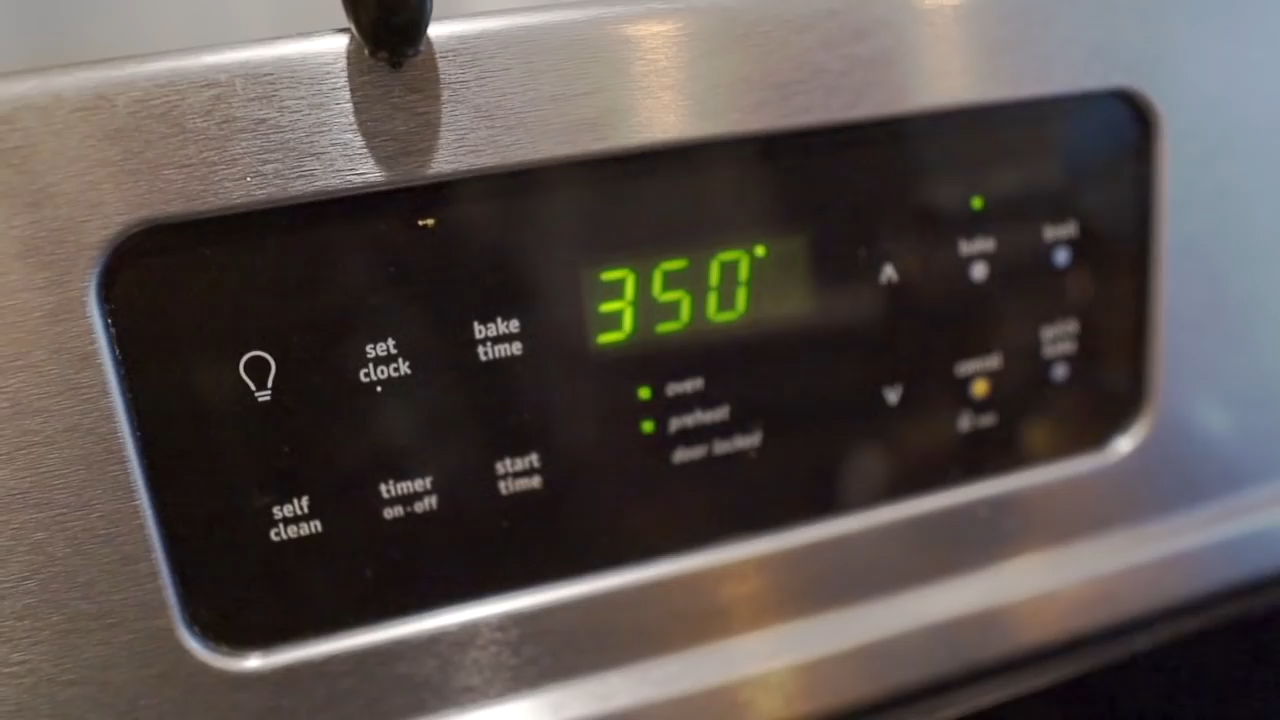 350°
set
clock
bake
time
self
clean
timer
on·off
start
time
oven
preheat
door locked
bake
cancel